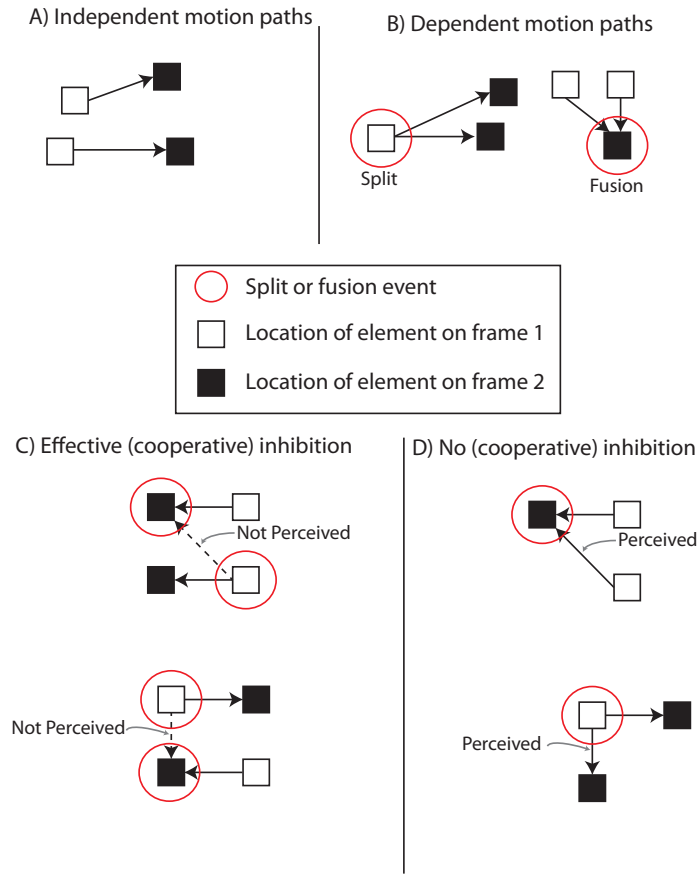 A) Independent motion paths
B) Dependent motion paths
Split
Fusion
Split or fusion event
Location of element on frame 1
Location of element on frame 2
C) Effective (cooperative) inhibition
D) No (cooperative) inhibition
Not Perceived
Perceived
Not Perceived
Perceived